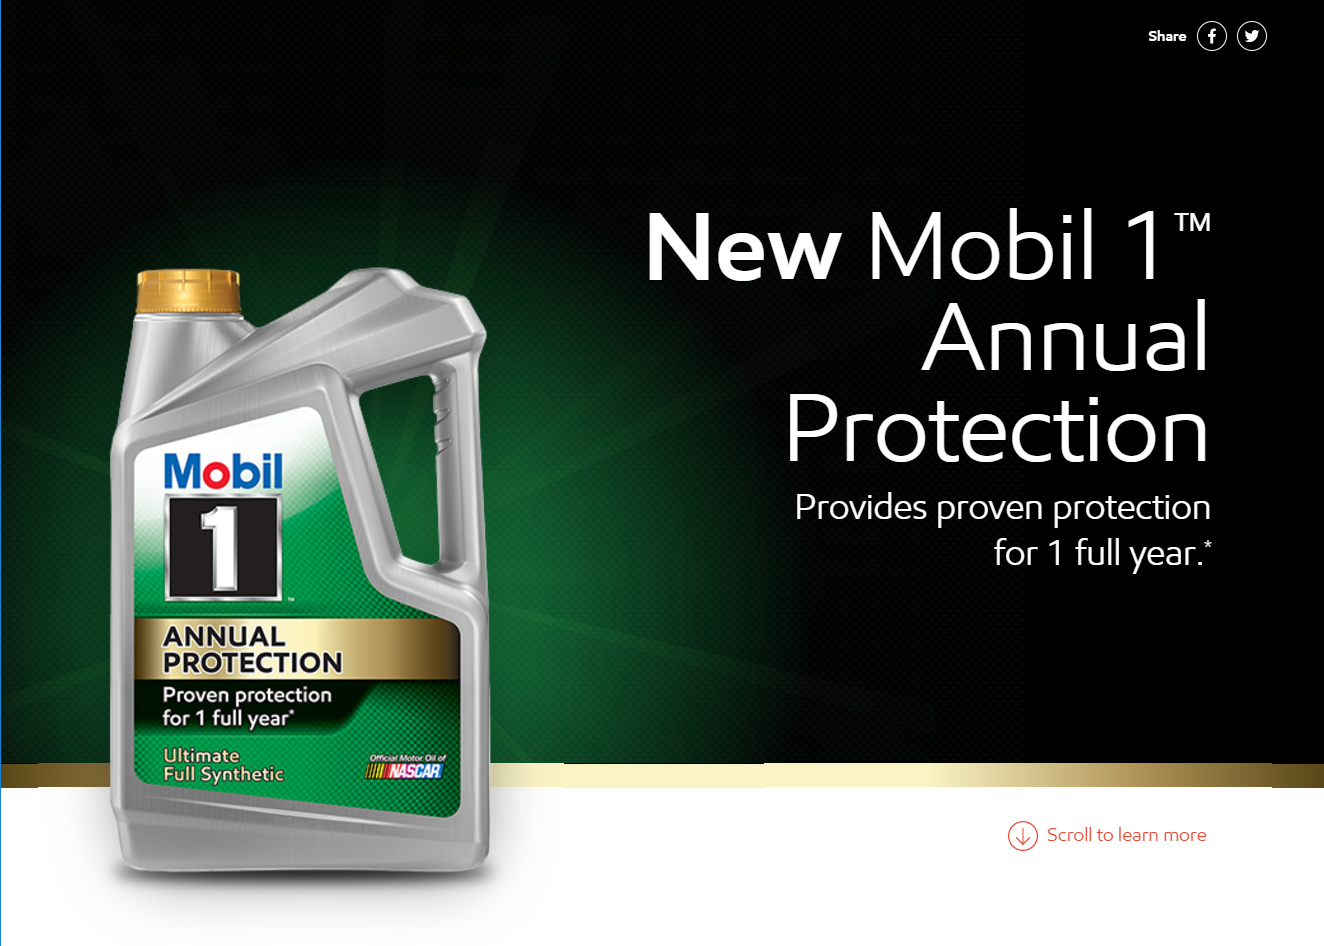 Share
New Mobil 1™
Annual
Protection
Provides proven protection
for 1 full year.*
Mobil
1™
ANNUAL
PROTECTION
Proven protection
for 1 full year*
Ultimate
Full Synthetic
Official Motor Oil of
NASCAR
Scroll to learn more